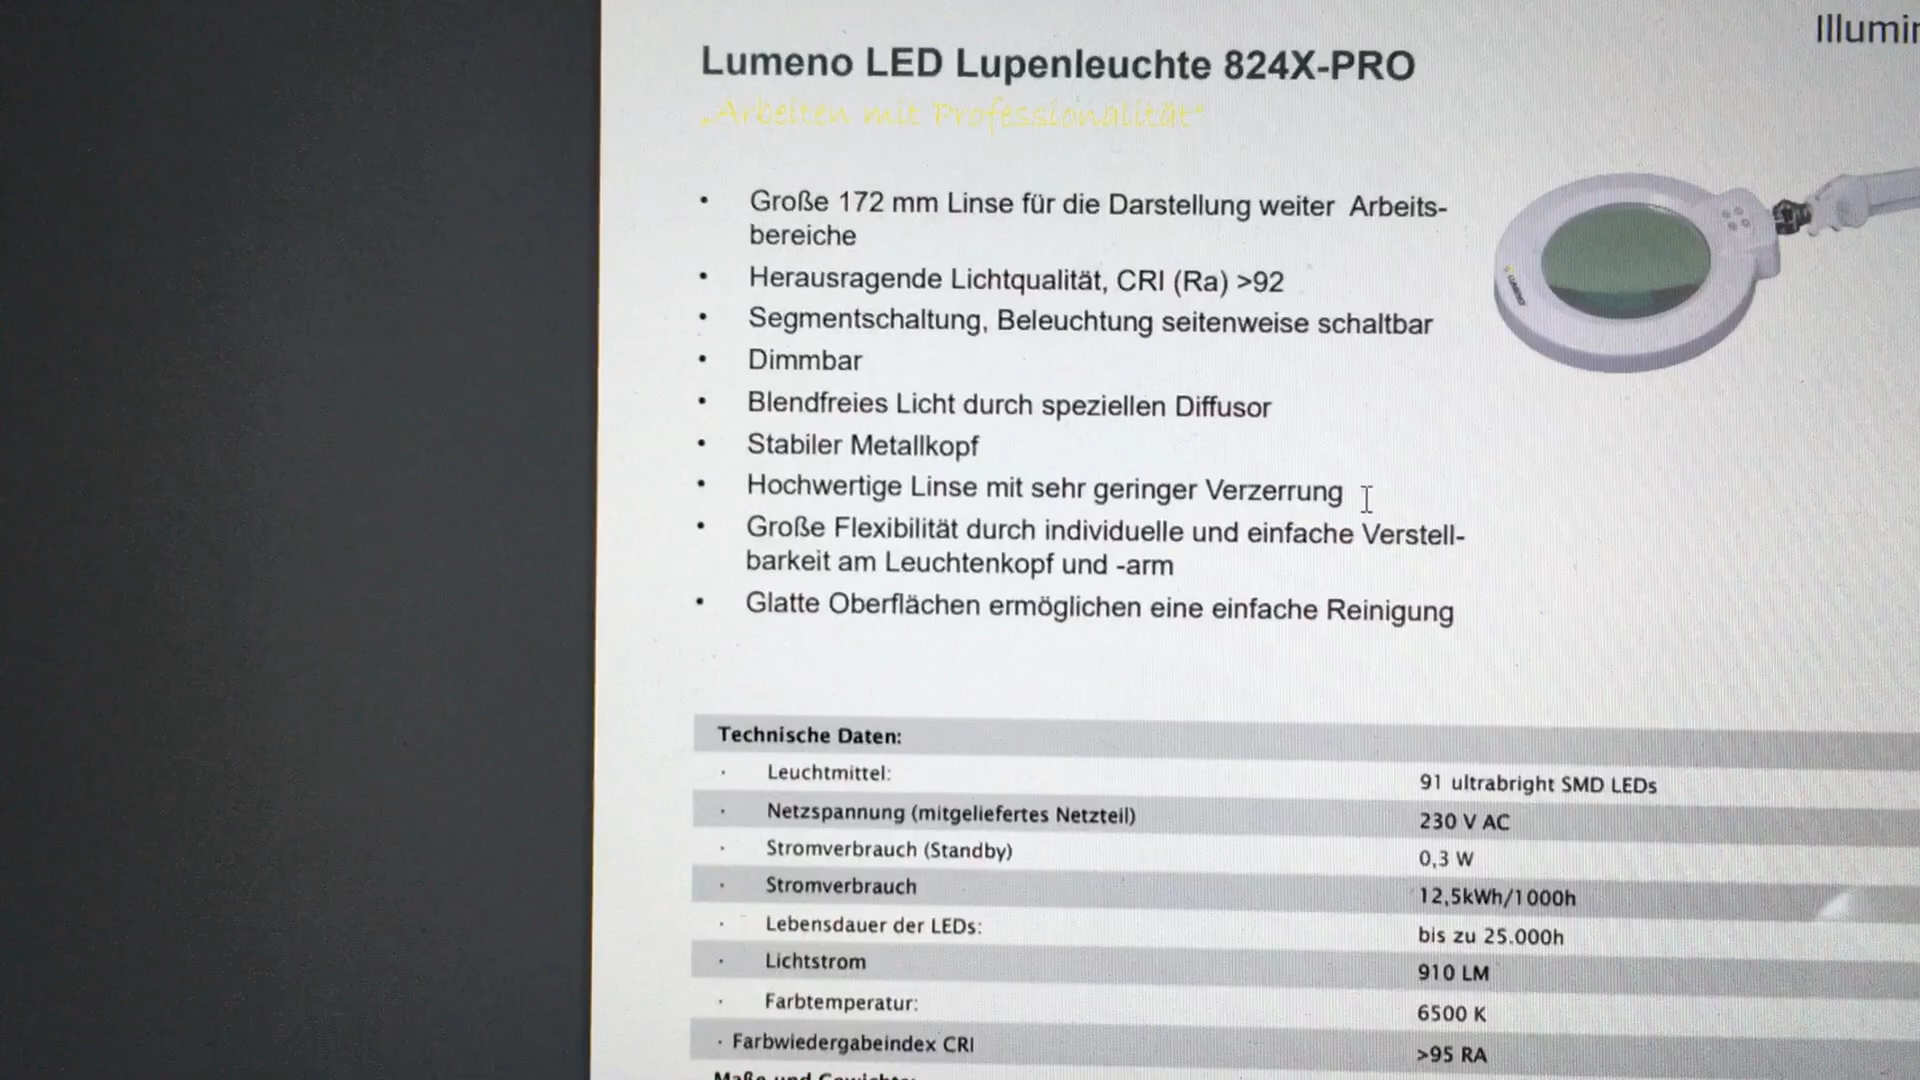 Illumin
Lumeno LED Lupenleuchte 824X-PRO
„Arbeiten mit Professionalität“
• Große 172 mm Linse für die Darstellung weiter Arbeits-
bereiche
• Herausragende Lichtqualität, CRI (Ra) >92
• Segmentschaltung, Beleuchtung seitenweise schaltbar
• Dimmbar
• Blendfreies Licht durch speziellen Diffusor
• Stabiler Metallkopf
• Hochwertige Linse mit sehr geringer Verzerrung
• Große Flexibilität durch individuelle und einfache Verstell-
barkeit am Leuchtenkopf und -arm
• Glatte Oberflächen ermöglichen eine einfache Reinigung
LUMENO
Technische Daten:
· Leuchtmittel: 91 ultrabright SMD LEDs
· Netzspannung (mitgeliefertes Netzteil) 230 V AC
· Stromverbrauch (Standby) 0,3 W
· Stromverbrauch 12,5kWh/1000h
· Lebensdauer der LEDs: bis zu 25.000h
· Lichtstrom 910 LM
· Farbtemperatur: 6500 K
· Farbwiedergabeindex CRI >95 RA
Maße und Gewichte: